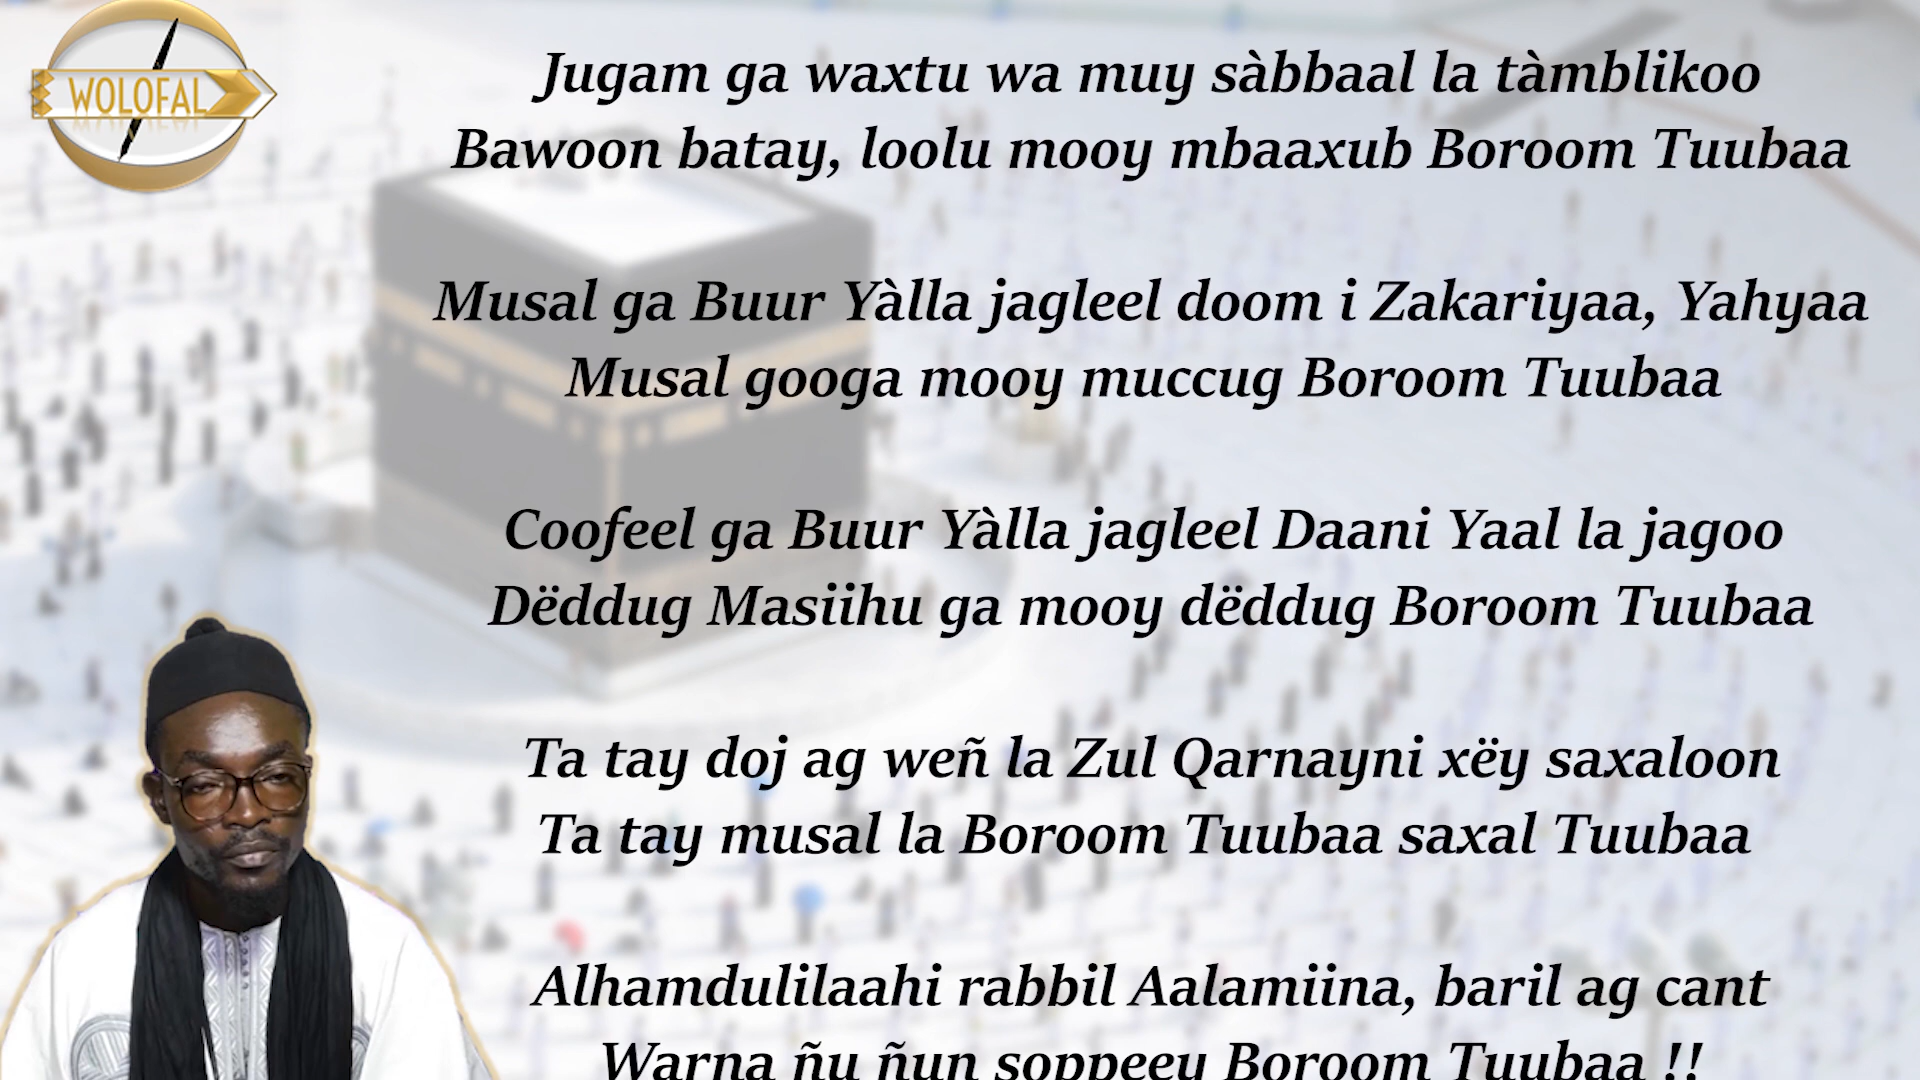 WOLOFAL
Jugam ga waxtu wa muy sàbbaal la tàmblikoo
Bawoon batay, loolu mooy mbaaxub Boroom Tuubaa
Musal ga Buur Yàlla jagleel doom i Zakariyaa, Yahyaa
Musal googa mooy muccug Boroom Tuubaa
Coofeel ga Buur Yàlla jagleel Daani Yaal la jagoo
Dëddug Masiihu ga mooy dëddug Boroom Tuubaa
Ta tay doj ag weñ la Zul Qarnayni xëy saxaloon
Ta tay musal la Boroom Tuubaa saxal Tuubaa
Alhamdulilaahi rabbil Aalamiina, baril ag cant
Warna ñu ñun soppeey Boroom Tuubaa !!